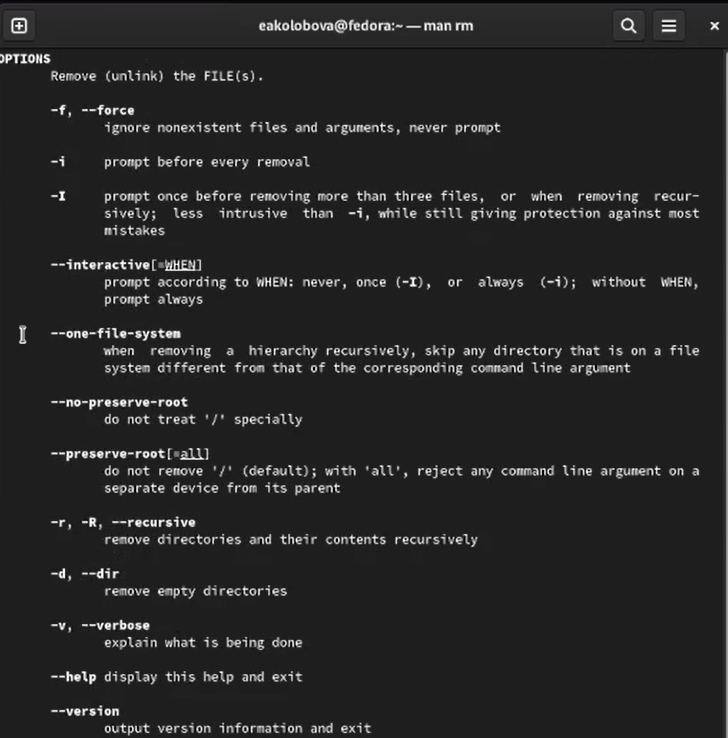 eakolobova@fedora:~ — man rm
OPTIONS
Remove (unlink) the FILE(s).
-f, --force
ignore nonexistent files and arguments, never prompt
-i prompt before every removal
-I prompt once before removing more than three files, or when removing recur-
sively; less intrusive than -i, while still giving protection against most
mistakes
--interactive[=WHEN]
prompt according to WHEN: never, once (-I), or always (-i); without WHEN,
prompt always
--one-file-system
when removing a hierarchy recursively, skip any directory that is on a file
system different from that of the corresponding command line argument
--no-preserve-root
do not treat '/' specially
--preserve-root[=all]
do not remove '/' (default); with 'all', reject any command line argument on a
separate device from its parent
-r, -R, --recursive
remove directories and their contents recursively
-d, --dir
remove empty directories
-v, --verbose
explain what is being done
--help display this help and exit
--version
output version information and exit